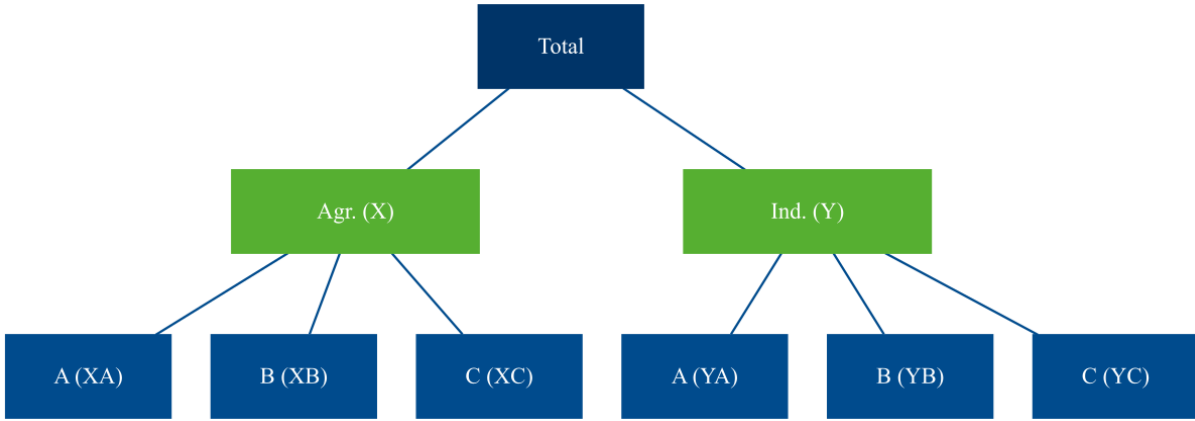 Total
Agr. (X)
Ind. (Y)
A (XA)
B (XB)
C (XC)
A (YA)
B (YB)
C (YC)